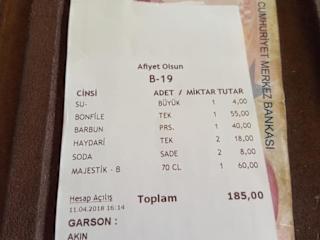 Afiyet Olsun
B-19
CİNSİ ADET / MİKTAR TUTAR
SU- BÜYÜK 1 4,00
BONFİLE TEK 1 55,00
BARBUN PRS. 1 40,00
HAYDARİ TEK 2 18,00
SODA SADE 2 8,00
MAJESTİK - B 70 CL 1 60,00
Hesap Açılış Toplam 185,00
11.04.2018 16:14
GARSON :
AKIN
CUMHURİYET MERKEZ BANKASI